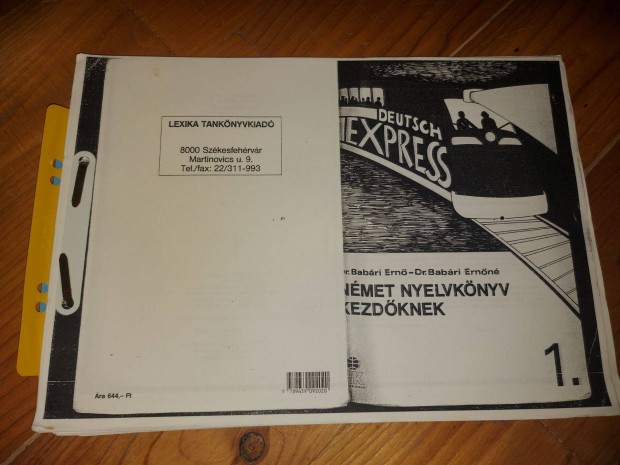 LEXIKA TANKÖNYVKIADÓ
8000 Székesfehérvár
Martinovics u. 9.
Tel./fax: 22/311-993
Ára 644,- Ft
DEUTSCH
EXPRESS
Dr. Babári Ernő-Dr. Babári Ernőné
NÉMET NYELVKÖNYV
KEZDŐKNEK
1.